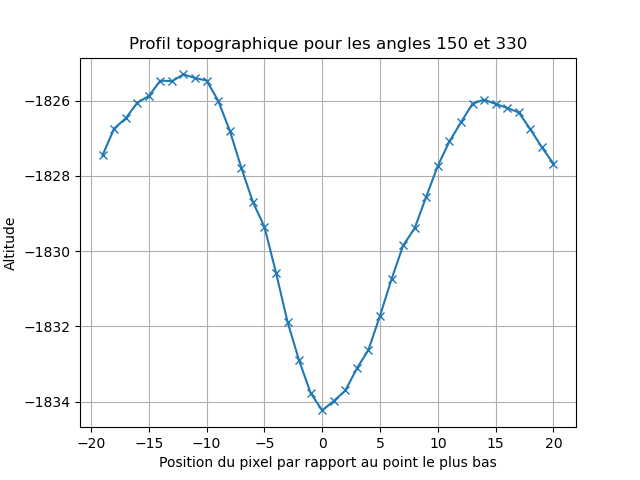 Profil topographique pour les angles 150 et 330
Altitude
−1826
−1828
−1830
−1832
−1834
−20 −15 −10 −5 0 5 10 15 20
Position du pixel par rapport au point le plus bas